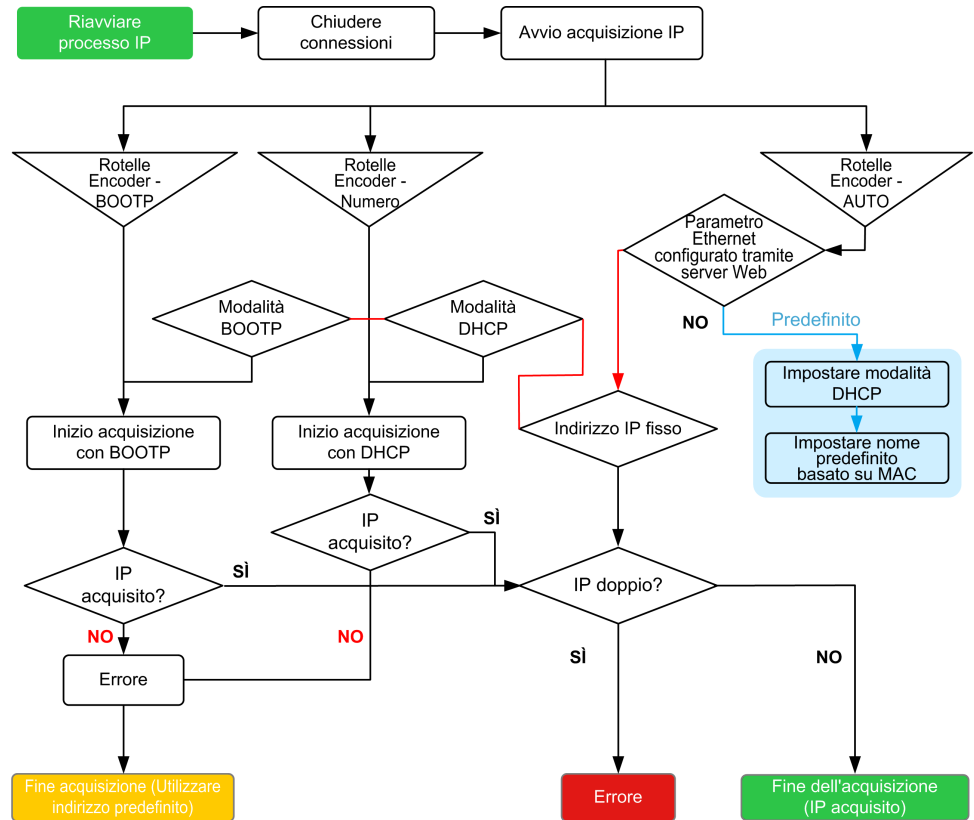 Riavviare
processo IP
Chiudere
connessioni
Avvio acquisizione IP
Rotelle
Encoder -
BOOTP
Rotelle
Encoder -
Numero
Rotelle
Encoder -
AUTO
Parametro
Ethernet
configurato tramite
server Web
Modalità
BOOTP
Modalità
DHCP
NO
Predefinito
Impostare modalità
DHCP
Impostare nome
predefinito
basato su MAC
Inizio acquisizione
con BOOTP
Inizio acquisizione
con DHCP
Indirizzo IP fisso
IP
acquisito?
SÌ
IP
acquisito?
SÌ
IP doppio?
NO
NO
SÌ
NO
Errore
Fine acquisizione (Utilizzare
indirizzo predefinito)
Errore
Fine dell'acquisizione
(IP acquisito)